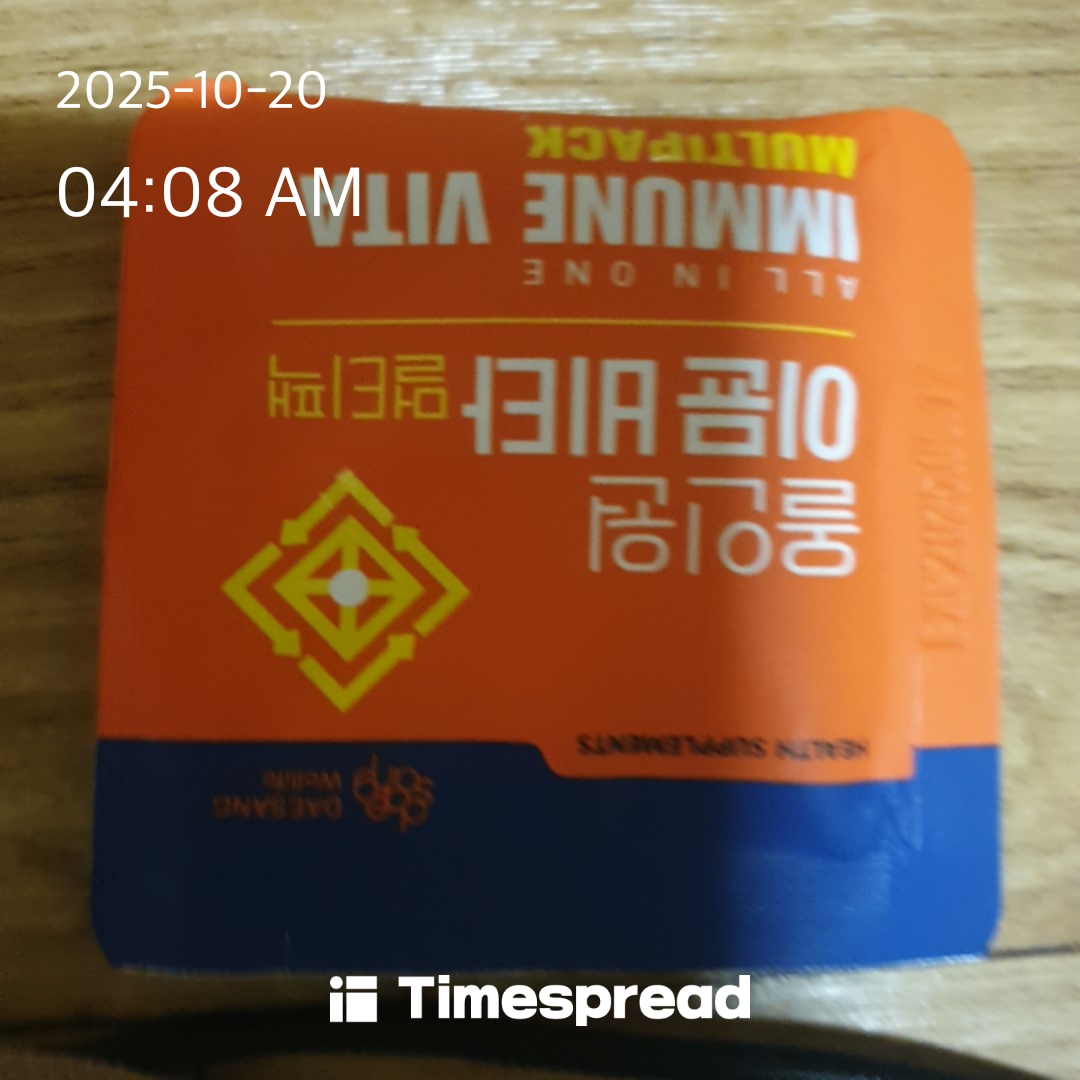 2025-10-20
04:08 AM
daesang
DAESANG
Wellife
HEALTH SUPPLEMENTS
올인원
이뮨 비타 멀티팩
ALL IN ONE
IMMUNE VITA
MULTIPACK
Timespread